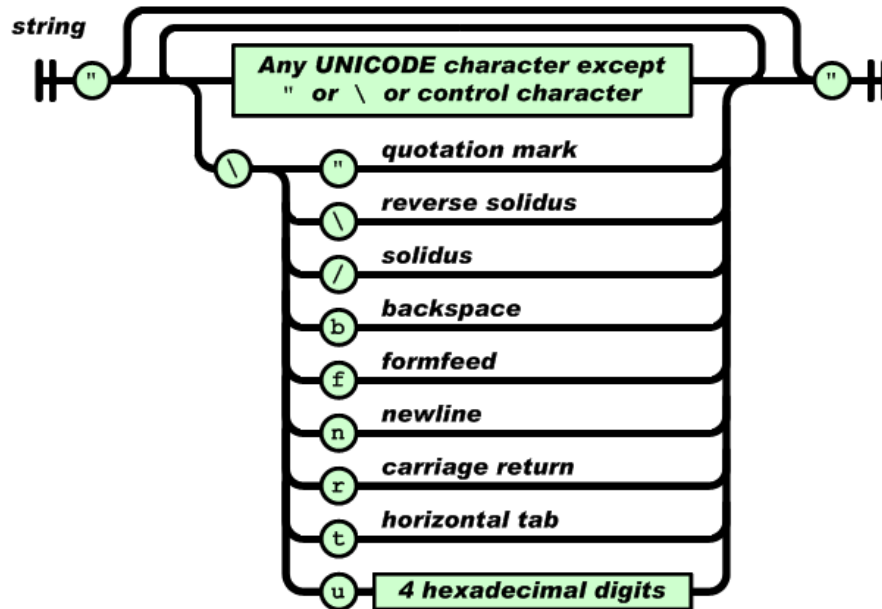 string
"
Any UNICODE character except
" or \ or control character
"
\
" quotation mark
\ reverse solidus
/ solidus
b backspace
f formfeed
n newline
r carriage return
t horizontal tab
u 4 hexadecimal digits